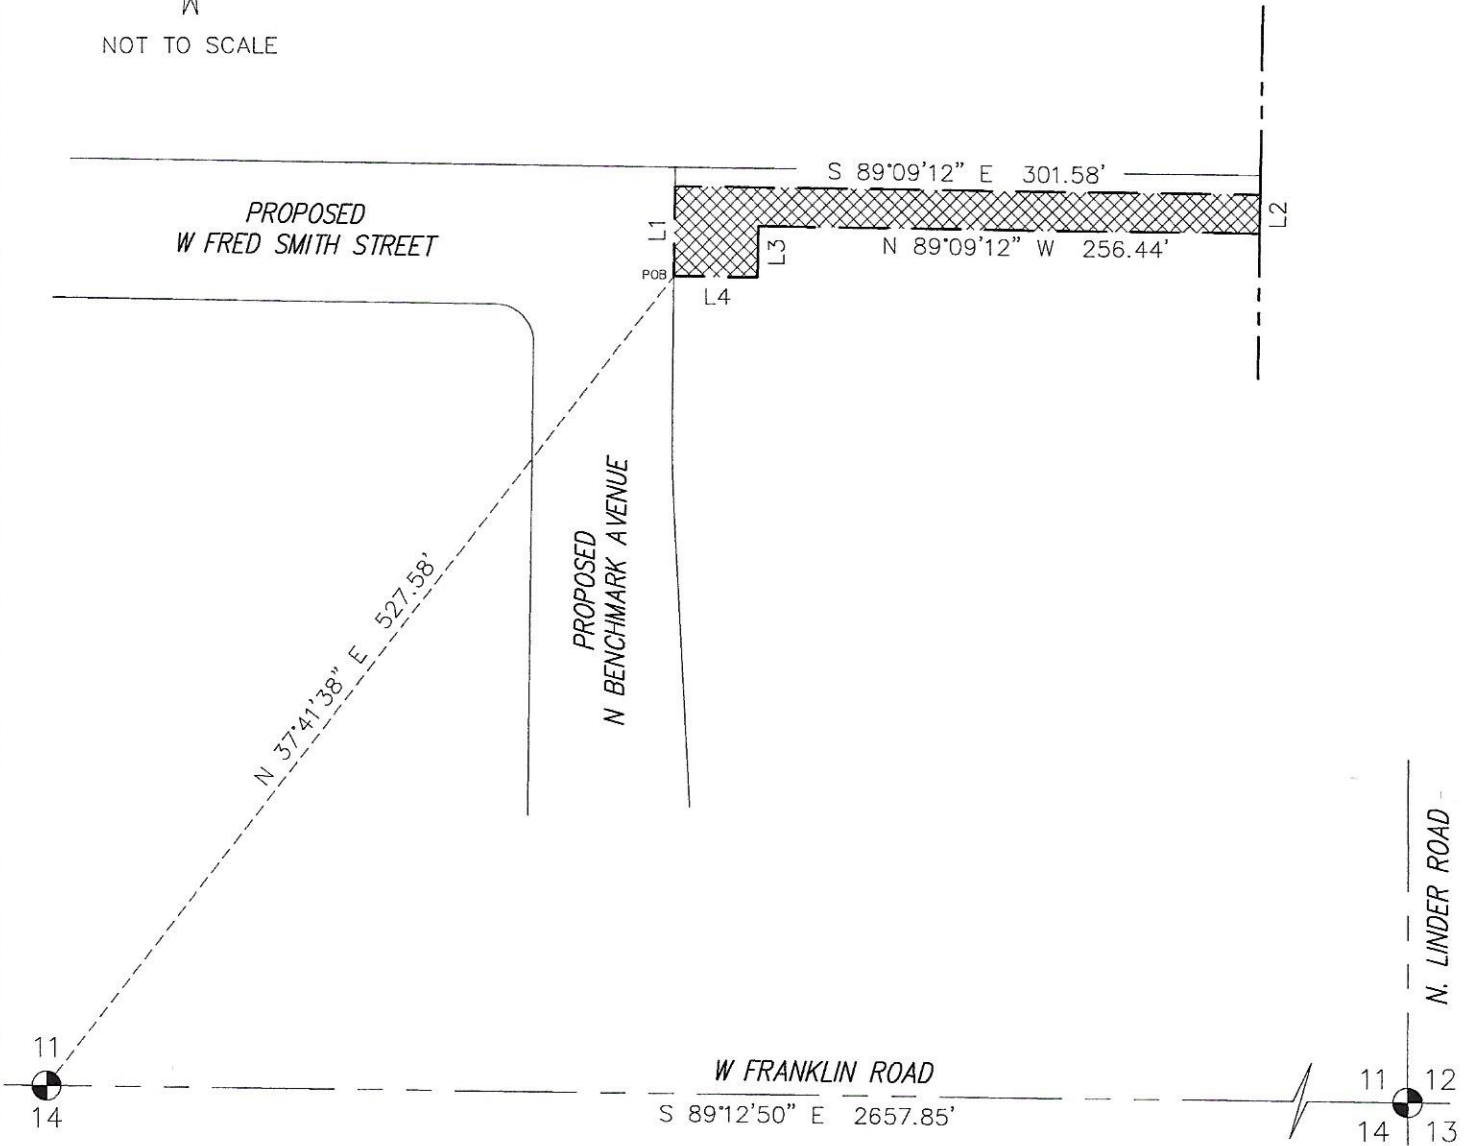 NOT TO SCALE
S 89°09'12" E 301.58'
PROPOSED
W FRED SMITH STREET
L1
L2
L3
N 89°09'12" W 256.44'
POB
L4
PROPOSED
N BENCHMARK AVENUE
N 37°41'38" E 527.58'
N. LINDER ROAD
11
14
W FRANKLIN ROAD
S 89°12'50" E 2657.85'
11 12
14 13